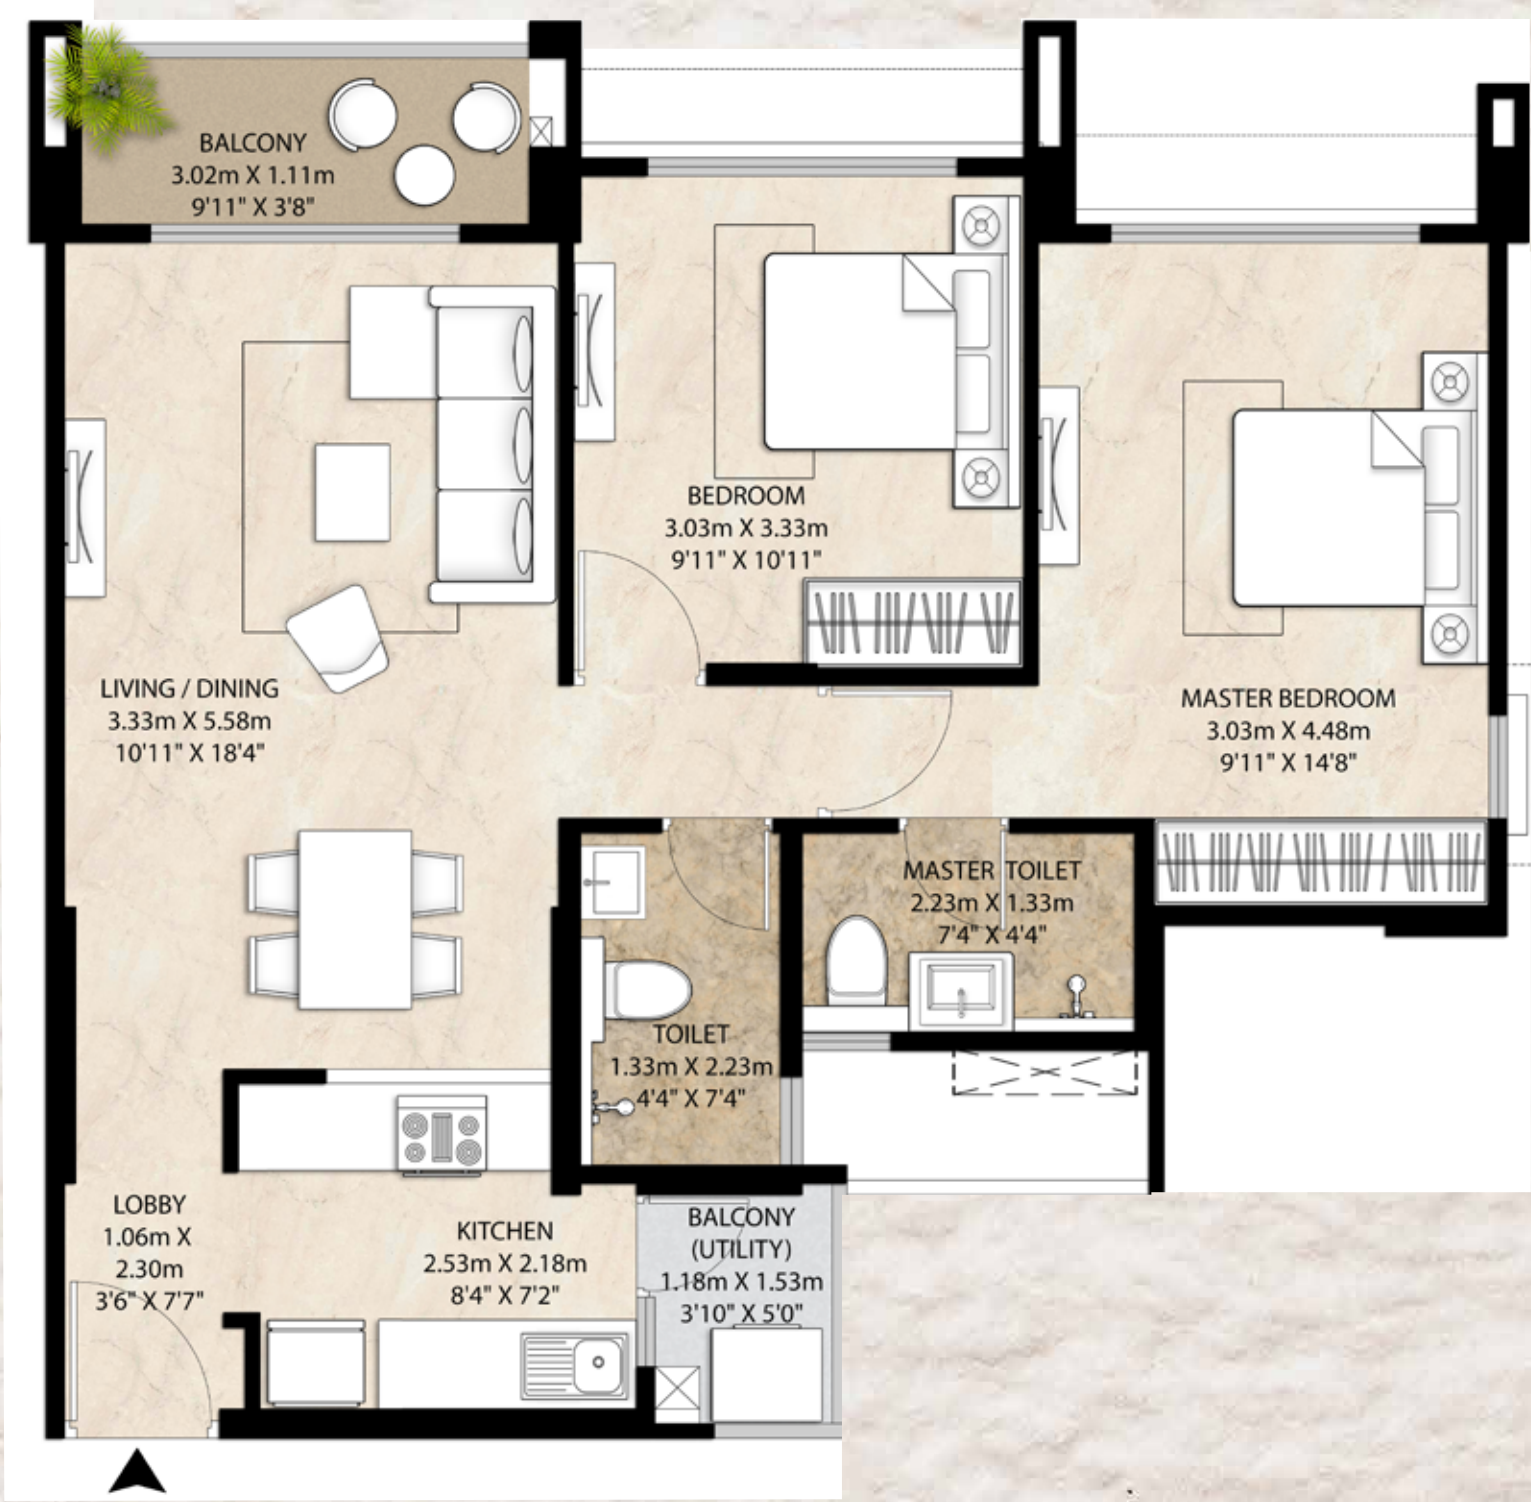 BALCONY
3.02m X 1.11m
9'11" X 3'8"
BEDROOM
3.03m X 3.33m
9'11" X 10'11"
LIVING / DINING
3.33m X 5.58m
10'11" X 18'4"
MASTER BEDROOM
3.03m X 4.48m
9'11" X 14'8"
MASTER TOILET
2.23m X 1.33m
7'4" X 4'4"
TOILET
1.33m X 2.23m
4'4" X 7'4"
LOBBY
1.06m X
2.30m
3'6" X 7'7"
KITCHEN
2.53m X 2.18m
8'4" X 7'2"
BALCONY
(UTILITY)
1.18m X 1.53m
3'10" X 5'0"